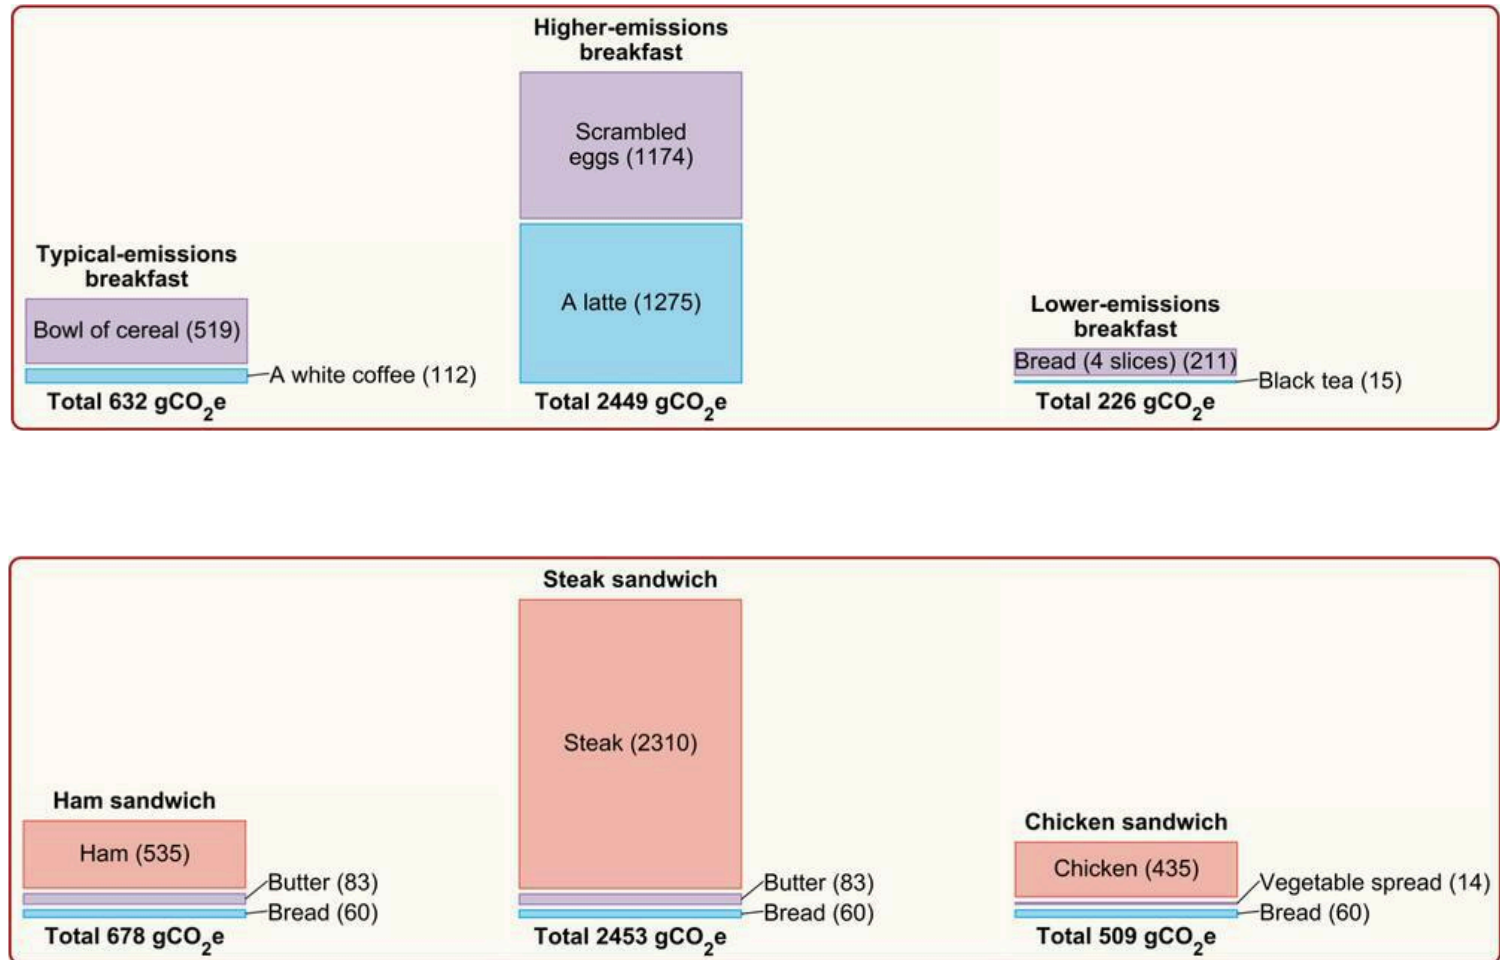 Higher-emissions
breakfast
Scrambled
eggs (1174)
A latte (1275)
Total 2449 gCO₂e
Typical-emissions
breakfast
Bowl of cereal (519)
A white coffee (112)
Total 632 gCO₂e
Lower-emissions
breakfast
Bread (4 slices) (211)
Black tea (15)
Total 226 gCO₂e
Steak sandwich
Steak (2310)
Butter (83)
Bread (60)
Total 2453 gCO₂e
Ham sandwich
Ham (535)
Butter (83)
Bread (60)
Total 678 gCO₂e
Chicken sandwich
Chicken (435)
Vegetable spread (14)
Bread (60)
Total 509 gCO₂e